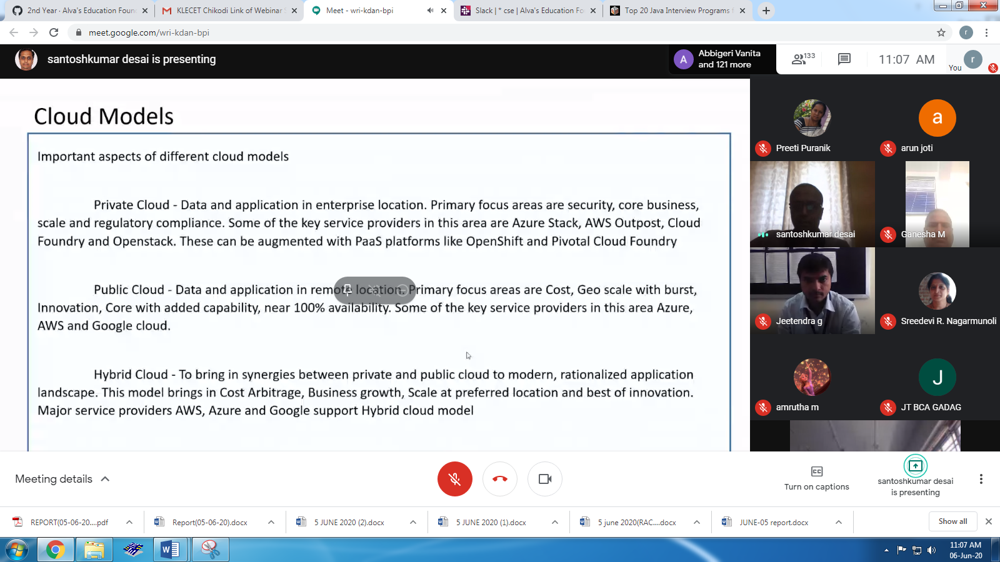 2nd Year · Alva's Education Foun
KLECET Chikodi Link of Webinar S
Meet - wri-kdan-bpi
Slack | * cse | Alva's Education Fo
Top 20 Java Interview Programs f
meet.google.com/wri-kdan-bpi
r
santoshkumar desai is presenting
A
Abbigeri Vanita
and 121 more
133
11:07 AM
You
r
Cloud Models
Important aspects of different cloud models
Private Cloud - Data and application in enterprise location. Primary focus areas are security, core business,
scale and regulatory compliance. Some of the key service providers in this area are Azure Stack, AWS Outpost, Cloud
Foundry and Openstack. These can be augmented with PaaS platforms like OpenShift and Pivotal Cloud Foundry
Public Cloud - Data and application in remote location. Primary focus areas are Cost, Geo scale with burst,
Innovation, Core with added capability, near 100% availability. Some of the key service providers in this area Azure,
AWS and Google cloud.
Hybrid Cloud - To bring in synergies between private and public cloud to modern, rationalized application
landscape. This model brings in Cost Arbitrage, Business growth, Scale at preferred location and best of innovation.
Major service providers AWS, Azure and Google support Hybrid cloud model
Preeti Puranik
a
arun joti
santoshkumar desai
Ganesha M
Jeetendra g
Sreedevi R. Nagarmunoli
amrutha m
J
JT BCA GADAG
Meeting details
CC
Turn on captions
santoshkumar desai
is presenting
REPORT(05-06-20....pdf
Report(05-06-20).docx
5 JUNE 2020 (2).docx
5 JUNE 2020 (1).docx
5 june 2020(RAC....docx
JUNE-05 report.docx
Show all
11:07 AM
06-Jun-20